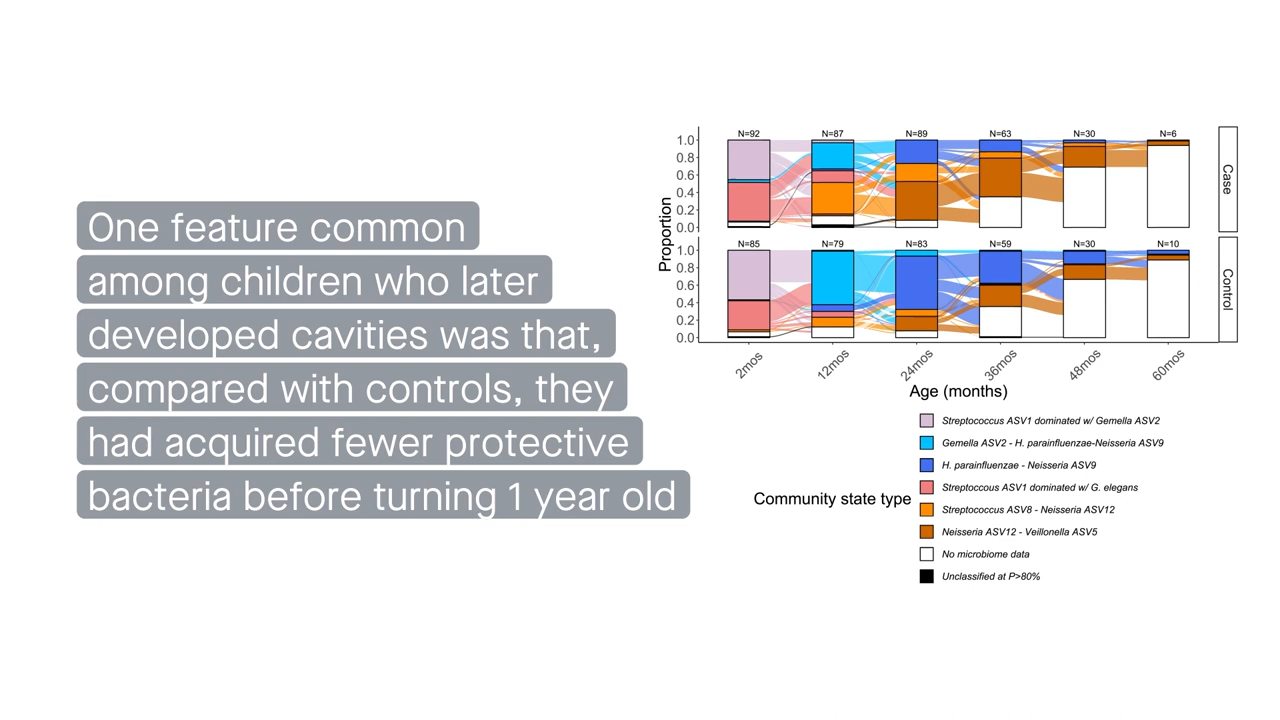 One feature common
among children who later
developed cavities was that,
compared with controls, they
had acquired fewer protective
bacteria before turning 1 year old
N=92 N=87 N=89 N=63 N=30 N=6
1.0
0.8
0.6
0.4
0.2
0.0
Case
Proportion
N=85 N=79 N=83 N=59 N=30 N=10
1.0
0.8
0.6
0.4
0.2
0.0
Control
2mos 12mos 24mos 36mos 48mos 60mos
Age (months)
Community state type
Streptococcus ASV1 dominated w/ Gemella ASV2
Gemella ASV2 - H. parainfluenzae-Neisseria ASV9
H. parainfluenzae - Neisseria ASV9
Streptoccous ASV1 dominated w/ G. elegans
Streptococcus ASV8 - Neisseria ASV12
Neisseria ASV12 - Veillonella ASV5
No microbiome data
Unclassified at P>80%